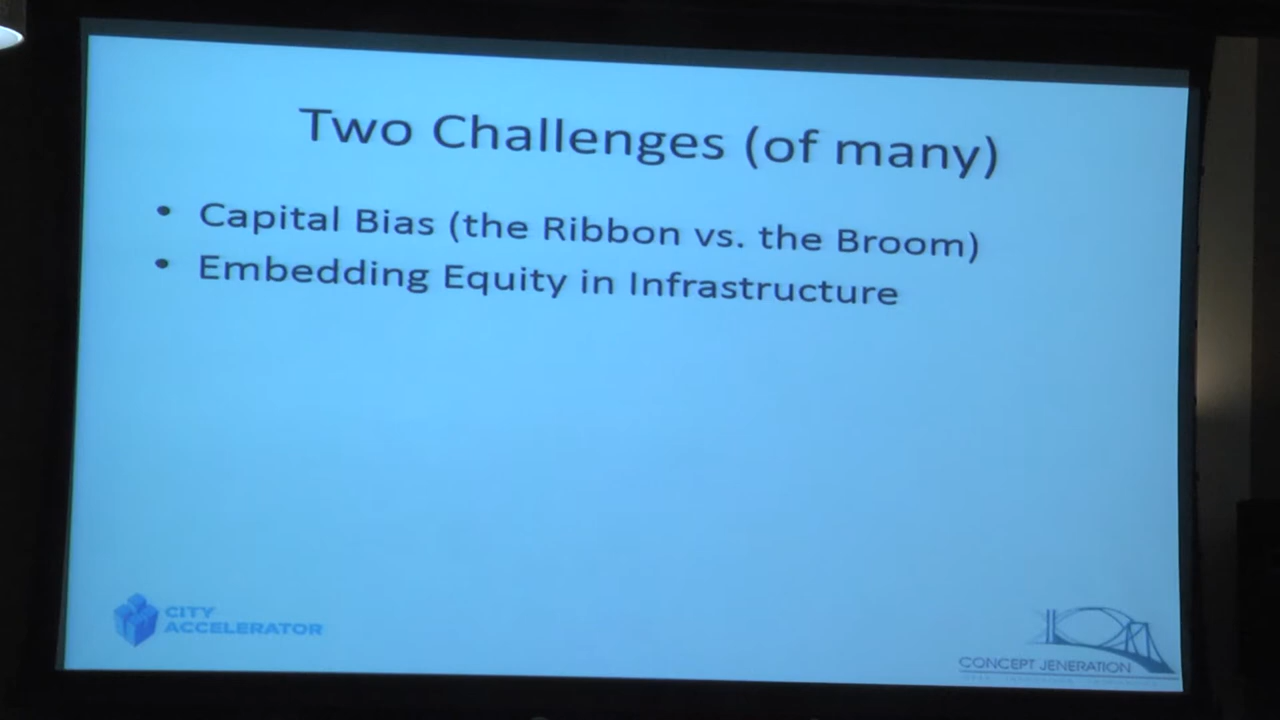 Two Challenges (of many)
• Capital Bias (the Ribbon vs. the Broom)
• Embedding Equity in Infrastructure
CITY
ACCELERATOR
CONCEPT JENERATION